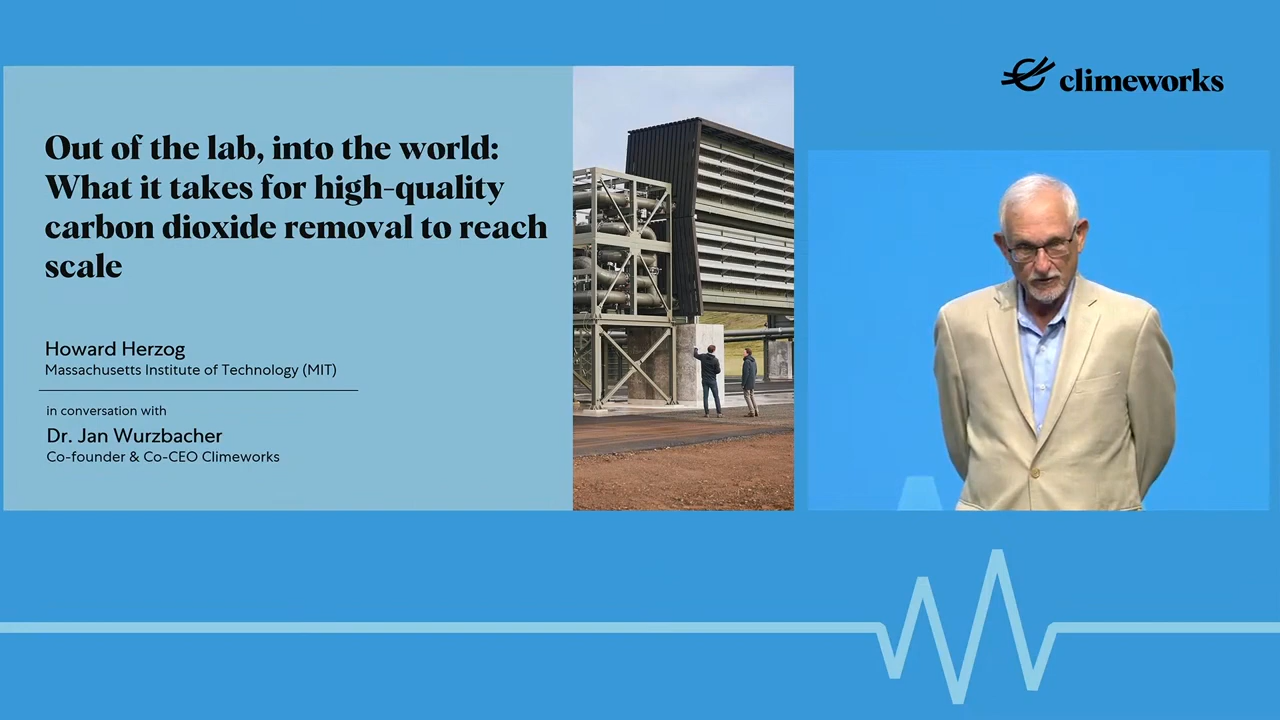 climeworks
Out of the lab, into the world:
What it takes for high-quality
carbon dioxide removal to reach
scale
Howard Herzog
Massachusetts Institute of Technology (MIT)
in conversation with
Dr. Jan Wurzbacher
Co-founder & Co-CEO Climeworks